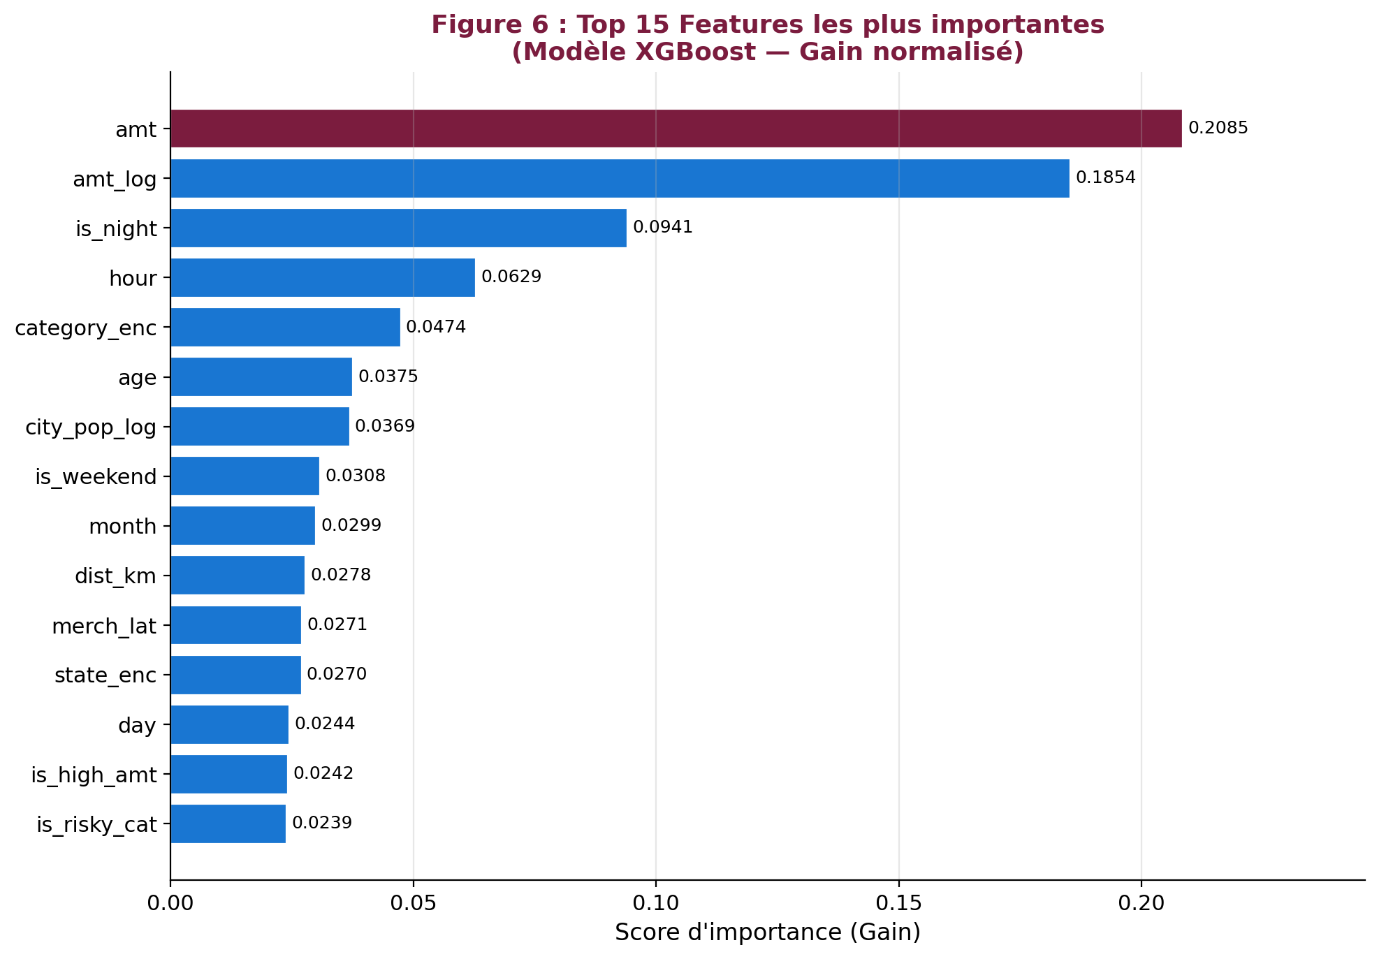 Figure 6 : Top 15 Features les plus importantes
(Modèle XGBoost — Gain normalisé)
amt 0.2085
amt_log 0.1854
is_night 0.0941
hour 0.0629
category_enc 0.0474
age 0.0375
city_pop_log 0.0369
is_weekend 0.0308
month 0.0299
dist_km 0.0278
merch_lat 0.0271
state_enc 0.0270
day 0.0244
is_high_amt 0.0242
is_risky_cat 0.0239
0.00 0.05 0.10 0.15 0.20
Score d'importance (Gain)